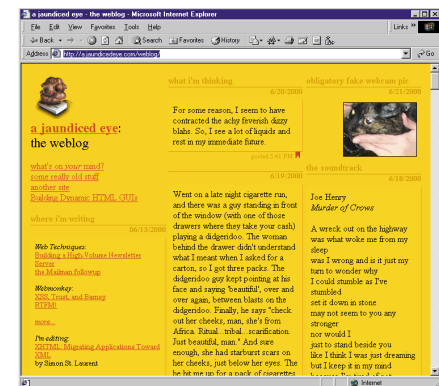 a jaundiced eye - the weblog - Microsoft Internet Explorer
File Edit View Favorites Tools Help
Links
Back Search Favorites History
Address http://ajaundicedeye.com/weblog/ Go
a jaundiced eye:
the weblog
what's on your mind?
some really old stuff
another site
Building Dynamic HTML GUIs
where i'm writing
06/13/2000
Web Techniques:
Building a High-Volume Newsletter
Server
the Mailman followup
Webmonkey:
XSS, Trust, and Barney
RTFM!
more...
I'm editing:
XHTML: Migrating Applications Toward
XML
by Simon St. Laurent
what i'm thinking
6/20/2000
For some reason, I seem to have
contracted the achy feverish dizzy
blahs. So, I see a lot of liquids and
rest in my immediate future.
posted 5:41 PM
6/19/2000
Went on a late night cigarette run,
and there was a guy standing in front
of the window (with one of those
drawers where they take your cash)
playing a didgeridoo. The woman
behind the drawer didn't understand
what I meant when I asked for a
carton, so I got three packs. The
didgeridoo guy kept pointing at his
face and saying 'beautiful', over and
over again, between blasts on the
didgeridoo. Finally, he says "check
out her cheeks, man, she's from
Africa. Ritual.. tribal.. scarification.
Just beautiful, man." And sure
enough, she had starburst scars on
her cheeks, just below her eyes. The
he hit me up for a pack of cigarettes
obligatory fake webcam pic
6/21/2000
the soundtrack
6/18/2000
Joe Henry
Murder of Crows
A wreck out on the highway
was what woke me from my
sleep
was I wrong and is it just my
turn to wonder why
I could stumble as I've
stumbled
set it down in stone
may not seem to you any
stronger
nor would I
just to stand beside you
like I think I was just dreaming
but I keep it in my mind
Internet